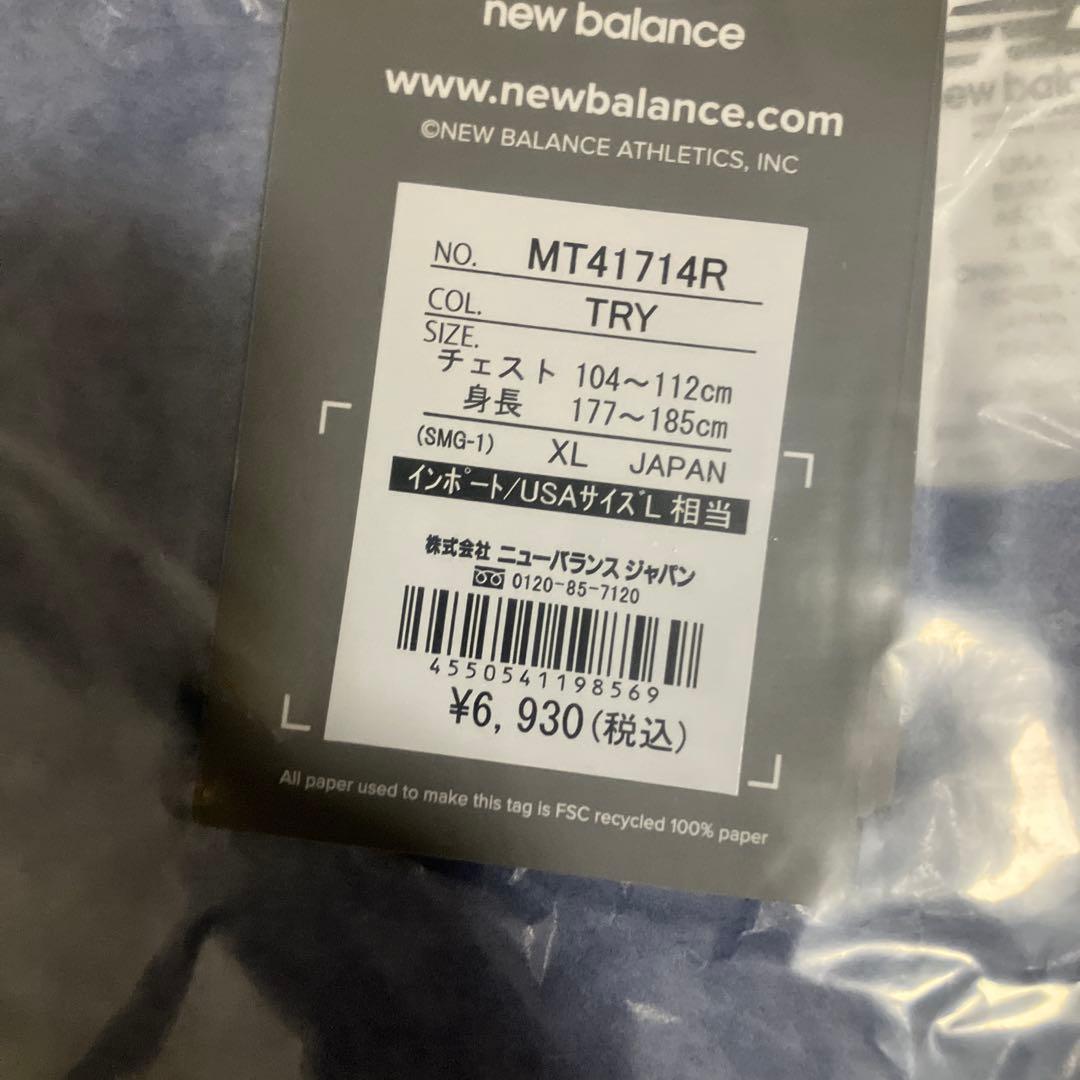 new balance
www.newbalance.com
©NEW BALANCE ATHLETICS, INC
NO. MT41714R
COL. TRY
SIZE.
チェスト 104～112cm
身長 177～185cm
(SMG-1) XL JAPAN
インポート/USAサイズL 相当
株式会社 ニューバランス ジャパン
0120-85-7120
4550541198569
¥6,930(税込)
All paper used to make this tag is FSC recycled 100% paper